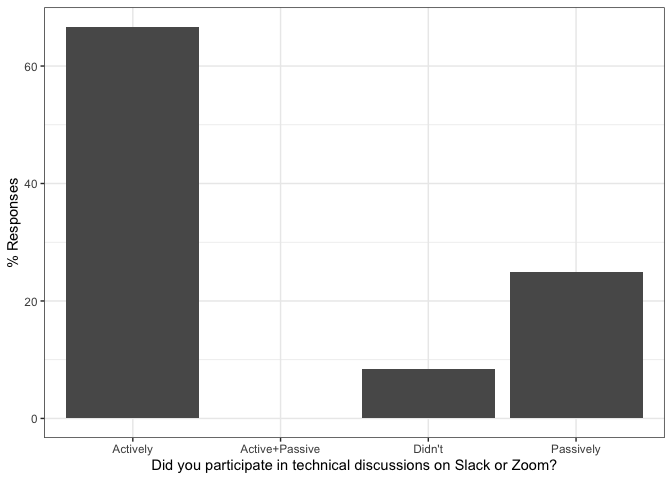 60
40
20
0
% Responses
Actively Active+Passive Didn't Passively
Did you participate in technical discussions on Slack or Zoom?